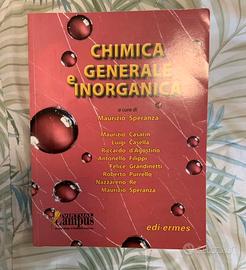 CHIMICA
GENERALE
e INORGANICA
a cura di
Maurizio Speranza
Maurizio Casarin
Luigi Casella
Riccardo d'Agostino
Antonello Filippi
Felice Grandinetti
Roberto Purrello
Nazzareno Re
Maurizio Speranza
campus
edi·ermes